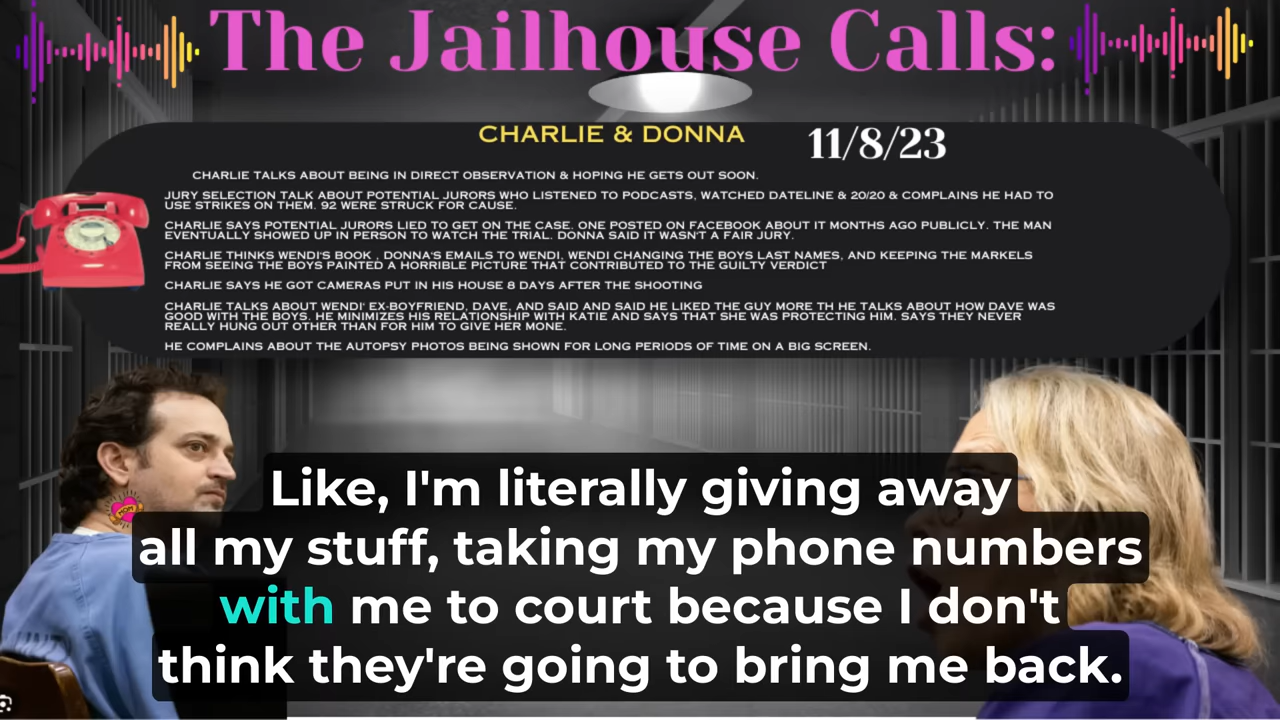 The Jailhouse Calls:
CHARLIE & DONNA
11/8/23
CHARLIE TALKS ABOUT BEING IN DIRECT OBSERVATION & HOPING HE GETS OUT SOON.
JURY SELECTION TALK ABOUT POTENTIAL JURORS WHO LISTENED TO PODCASTS, WATCHED DATELINE & 20/20 & COMPLAINS HE HAD TO
USE STRIKES ON THEM. 92 WERE STRUCK FOR CAUSE.
CHARLIE SAYS POTENTIAL JURORS LIED TO GET ON THE CASE. ONE POSTED ON FACEBOOK ABOUT IT MONTHS AGO PUBLICLY. THE MAN
EVENTUALLY SHOWED UP IN PERSON TO WATCH THE TRIAL. DONNA SAID IT WASN'T A FAIR JURY.
CHARLIE THINKS WENDI'S BOOK , DONNA'S EMAILS TO WENDI, WENDI CHANGING THE BOYS LAST NAMES, AND KEEPING THE MARKELS
FROM SEEING THE BOYS PAINTED A HORRIBLE PICTURE THAT CONTRIBUTED TO THE GUILTY VERDICT
CHARLIE SAYS HE GOT CAMERAS PUT IN HIS HOUSE 8 DAYS AFTER THE SHOOTING
CHARLIE TALKS ABOUT WENDI' EX-BOYFRIEND, DAVE, AND SAID AND SAID HE LIKED THE GUY MORE TH HE TALKS ABOUT HOW DAVE WAS
GOOD WITH THE BOYS. HE MINIMIZES HIS RELATIONSHIP WITH KATIE AND SAYS THAT SHE WAS PROTECTING HIM. SAYS THEY NEVER
REALLY HUNG OUT OTHER THAN FOR HIM TO GIVE HER MONE.
HE COMPLAINS ABOUT THE AUTOPSY PHOTOS BEING SHOWN FOR LONG PERIODS OF TIME ON A BIG SCREEN.
Like, I'm literally giving away
all my stuff, taking my phone numbers
with me to court because I don't
think they're going to bring me back.